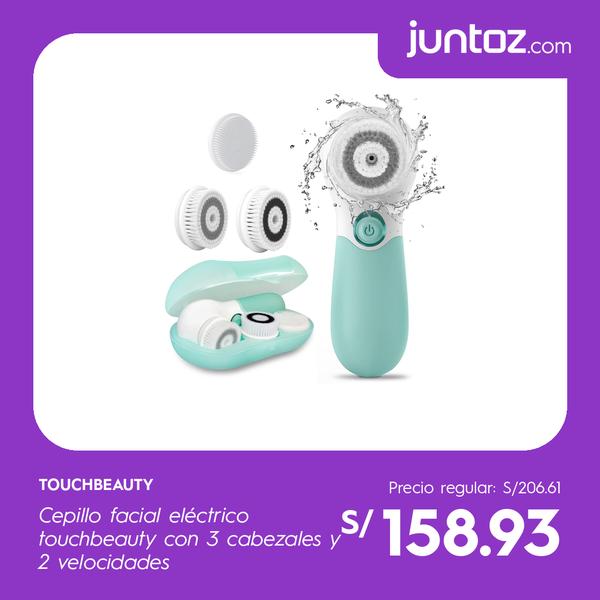 juntoz.com
TOUCHBEAUTY
Cepillo facial eléctrico
touchbeauty con 3 cabezales y
2 velocidades
Precio regular: S/206.61
S/158.93